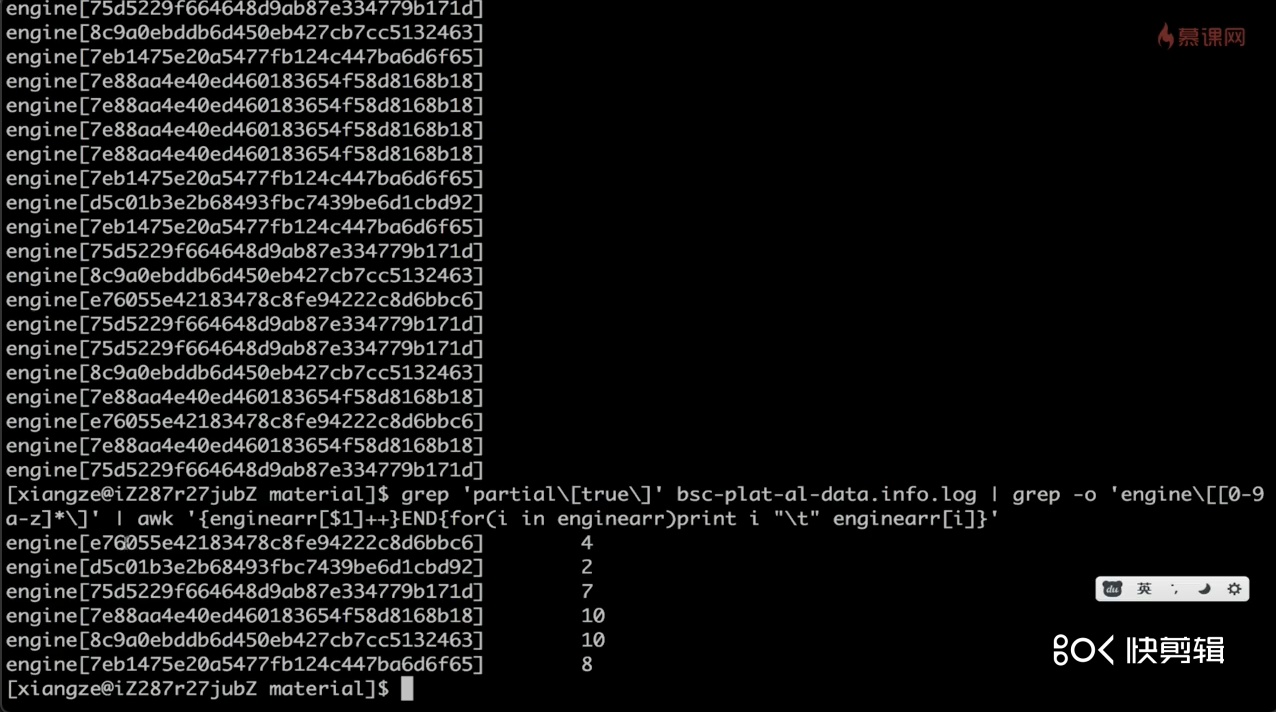 engine[75d5229f664648d9ab87e334779b171d]
慕课网
engine[8c9a0ebddb6d450eb427cb7cc5132463]
engine[7eb1475e20a5477fb124c447ba6d6f65]
engine[7e88aa4e40ed460183654f58d8168b18]
engine[7e88aa4e40ed460183654f58d8168b18]
engine[7e88aa4e40ed460183654f58d8168b18]
engine[7e88aa4e40ed460183654f58d8168b18]
engine[7eb1475e20a5477fb124c447ba6d6f65]
engine[d5c01b3e2b68493fbc7439be6d1cbd92]
engine[7eb1475e20a5477fb124c447ba6d6f65]
engine[75d5229f664648d9ab87e334779b171d]
engine[8c9a0ebddb6d450eb427cb7cc5132463]
engine[e76055e42183478c8fe94222c8d6bbc6]
engine[75d5229f664648d9ab87e334779b171d]
engine[75d5229f664648d9ab87e334779b171d]
engine[8c9a0ebddb6d450eb427cb7cc5132463]
engine[7e88aa4e40ed460183654f58d8168b18]
engine[e76055e42183478c8fe94222c8d6bbc6]
engine[7e88aa4e40ed460183654f58d8168b18]
engine[75d5229f664648d9ab87e334779b171d]
[xiangze@iZ287r27jubZ material]$ grep 'partial\[true\]' bsc-plat-al-data.info.log | grep -o 'engine\[[0-9
a-z]*\]' | awk '{enginearr[$1]++}END{for(i in enginearr)print i "\t" enginearr[i]}'
engine[e76055e42183478c8fe94222c8d6bbc6] 4
engine[d5c01b3e2b68493fbc7439be6d1cbd92] 2
engine[75d5229f664648d9ab87e334779b171d] 7
engine[7e88aa4e40ed460183654f58d8168b18] 10
engine[8c9a0ebddb6d450eb427cb7cc5132463] 10
engine[7eb1475e20a5477fb124c447ba6d6f65] 8
[xiangze@iZ287r27jubZ material]$
du 英
快剪辑